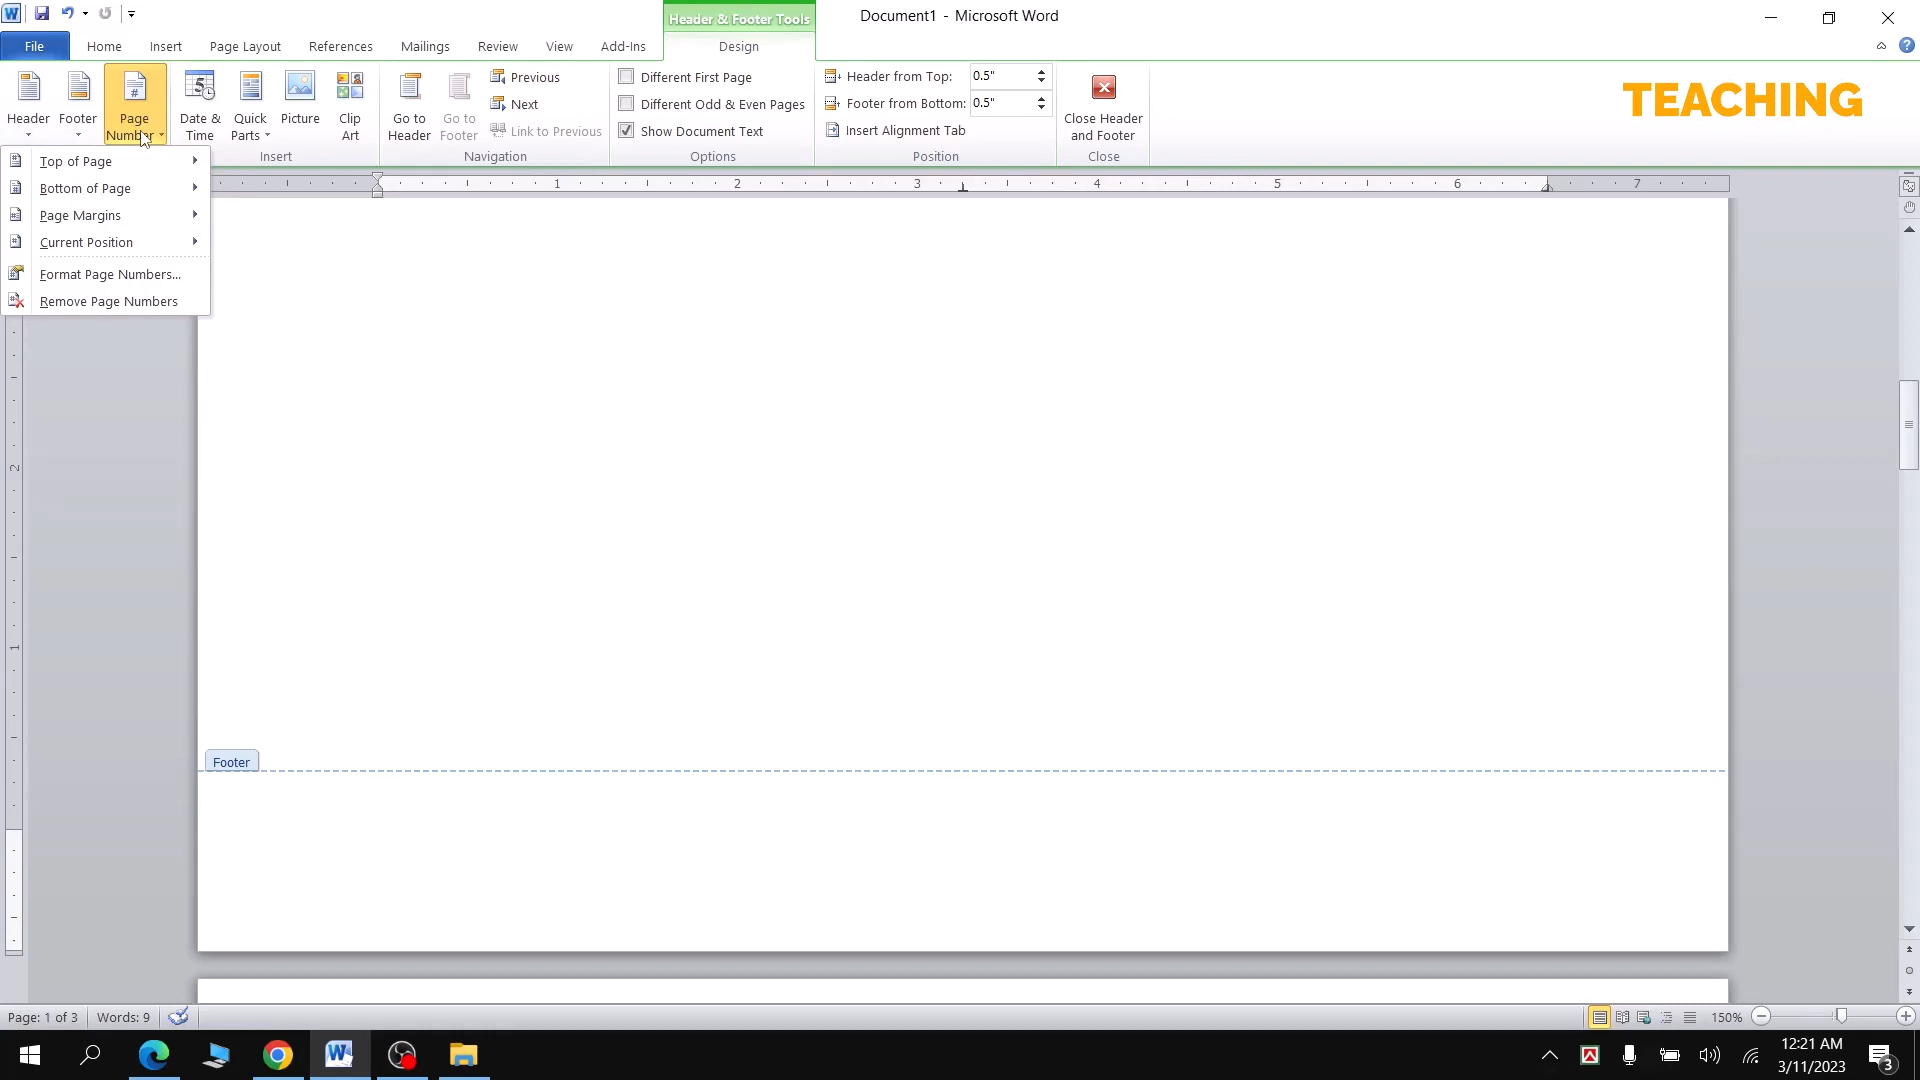 Document1 - Microsoft Word
Header & Footer Tools
File
Home
Insert
Page Layout
References
Mailings
Review
View
Add-Ins
Design
Header
Footer
Page
Number
Date &
Time
Quick
Parts
Picture
Clip
Art
Insert
Go to
Header
Go to
Footer
Previous
Next
Link to Previous
Navigation
Different First Page
Different Odd & Even Pages
Show Document Text
Options
Header from Top: 0.5"
Footer from Bottom: 0.5"
Insert Alignment Tab
Position
Close Header
and Footer
Close
TEACHING
Top of Page
Bottom of Page
Page Margins
Current Position
Format Page Numbers...
Remove Page Numbers
1 2 3 4 5 6 7
2
1
Footer
Page: 1 of 3
Words: 9
150%
12:21 AM
3/11/2023
3